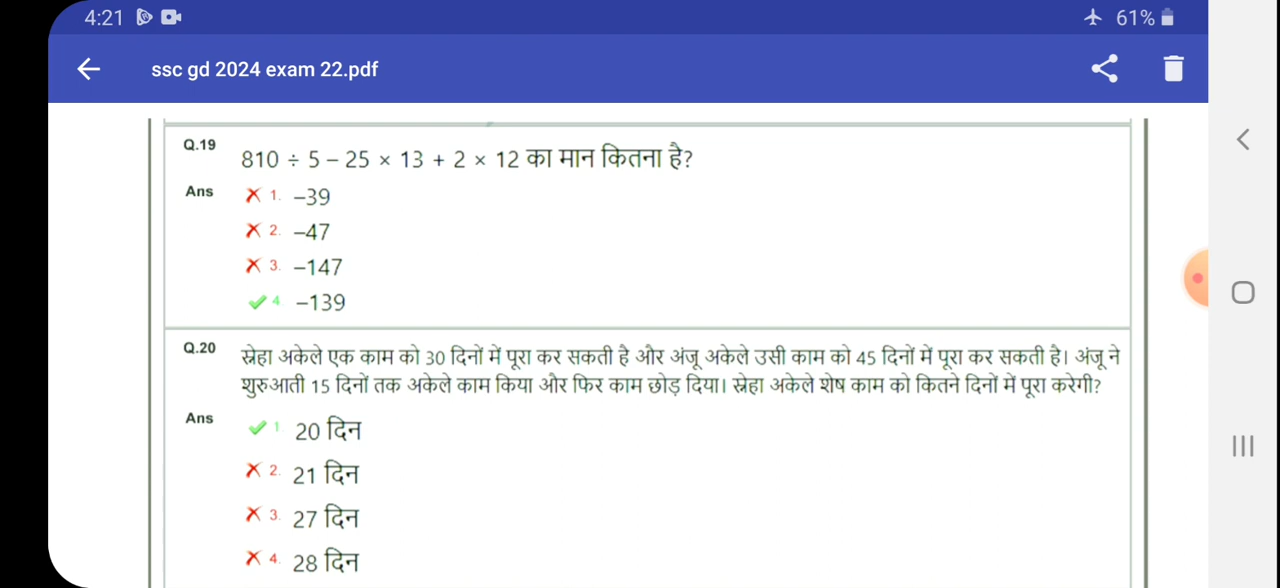 4:21
61%
ssc gd 2024 exam 22.pdf
Q.19
810 ÷ 5 – 25 × 13 + 2 × 12 का मान कितना है?
Ans
1. –39
2. –47
3. –147
4. –139
Q.20
स्नेहा अकेले एक काम को 30 दिनों में पूरा कर सकती है और अंजू अकेले उसी काम को 45 दिनों में पूरा कर सकती है। अंजू ने
शुरुआती 15 दिनों तक अकेले काम किया और फिर काम छोड़ दिया। स्नेहा अकेले शेष काम को कितने दिनों में पूरा करेगी?
Ans
1. 20 दिन
2. 21 दिन
3. 27 दिन
4. 28 दिन